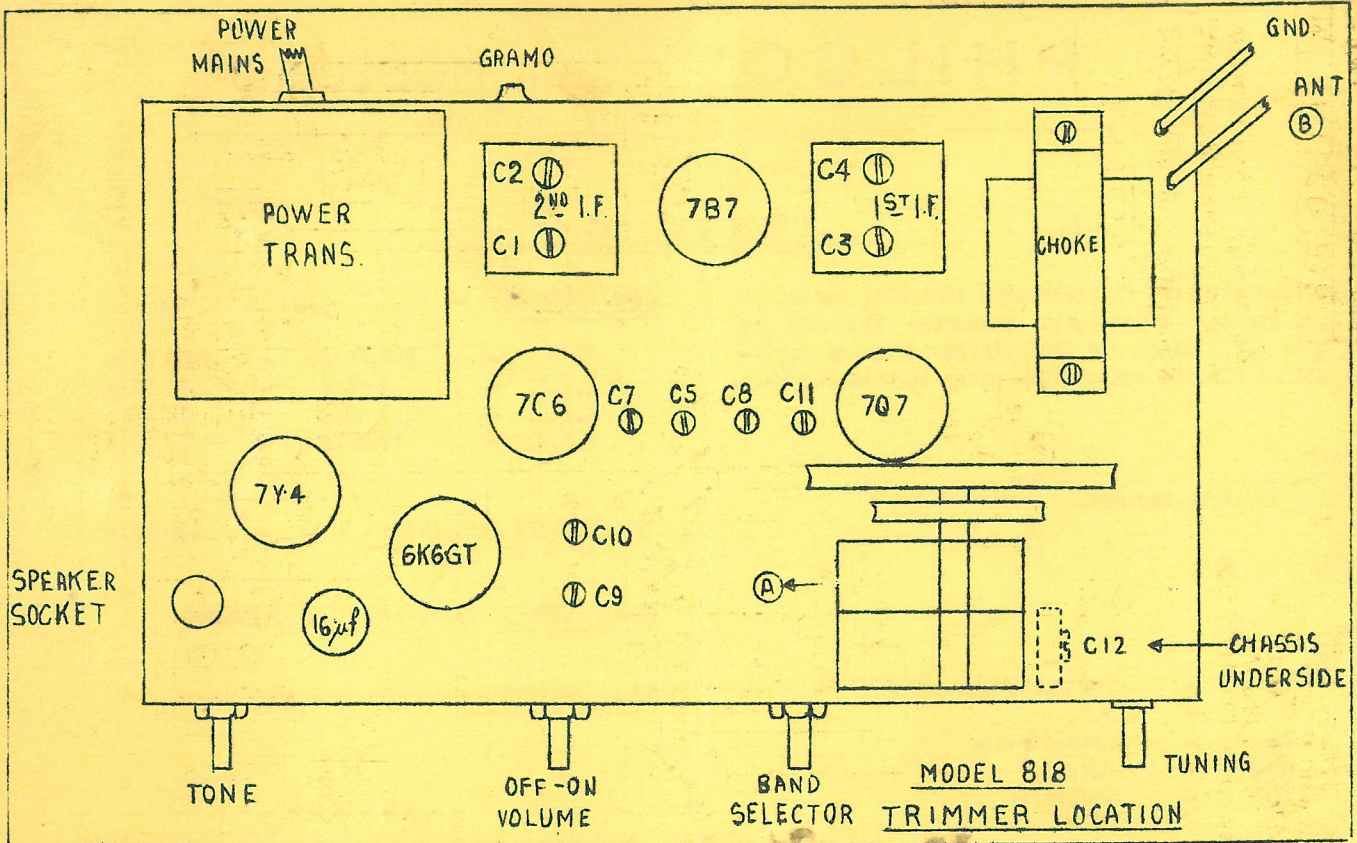 POWER
MAINS
GRAMO
GND.
ANT
B
POWER
TRANS.
C2
2ND I.F.
C1
7B7
C4
1ST I.F.
C3
CHOKE
7C6
C7
C5
C8
C11
7Q7
7Y4
6K6GT
C10
C9
A
SPEAKER
SOCKET
16µf
C12
CHASSIS
UNDERSIDE
TONE
OFF-ON
VOLUME
BAND
SELECTOR
TUNING
MODEL 818
TRIMMER LOCATION